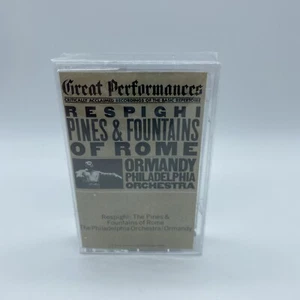 Great Performances
CRITICALLY ACCLAIMED RECORDINGS OF THE BASIC REPERTOIRE
RESPIGHI
PINES & FOUNTAINS
OF ROME
ORMANDY
PHILADELPHIA
ORCHESTRA
Respighi: The Pines &
Fountains of Rome
The Philadelphia Orchestra, Ormandy